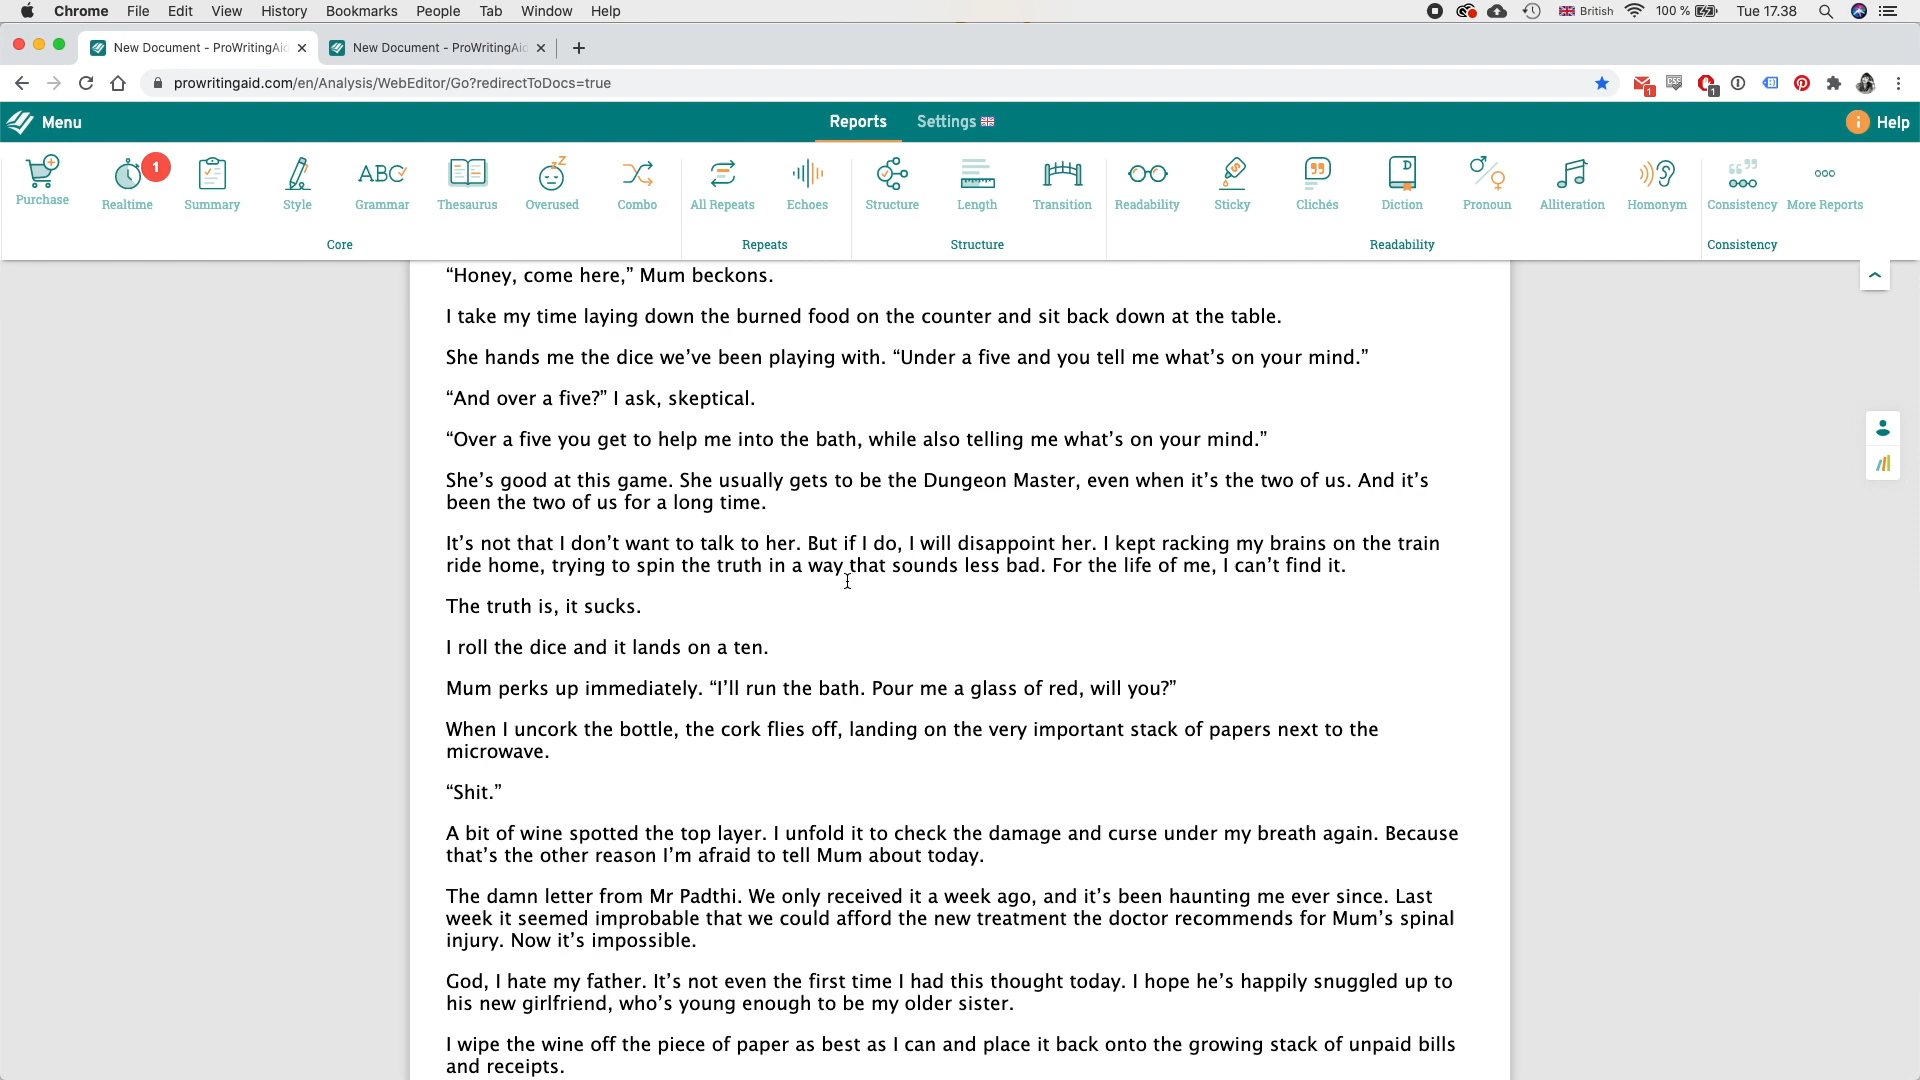 Chrome File Edit View History Bookmarks People Tab Window Help British 100 % Tue 17.38
New Document - ProWritingAid New Document - ProWritingAid
prowritingaid.com/en/Analysis/WebEditor/Go?redirectToDocs=true 1 CSS 1
Menu Reports Settings Help
1
Purchase Realtime Summary Style Grammar Thesaurus Overused Combo All Repeats Echoes Structure Length Transition Readability Sticky Clichés Diction Pronoun Alliteration Homonym Consistency More Reports
Core Repeats Structure Readability Consistency
“Honey, come here,” Mum beckons.
I take my time laying down the burned food on the counter and sit back down at the table.
She hands me the dice we’ve been playing with. “Under a five and you tell me what’s on your mind.”
“And over a five?” I ask, skeptical.
“Over a five you get to help me into the bath, while also telling me what’s on your mind.”
She’s good at this game. She usually gets to be the Dungeon Master, even when it’s the two of us. And it’s
been the two of us for a long time.
It’s not that I don’t want to talk to her. But if I do, I will disappoint her. I kept racking my brains on the train
ride home, trying to spin the truth in a way that sounds less bad. For the life of me, I can’t find it.
The truth is, it sucks.
I roll the dice and it lands on a ten.
Mum perks up immediately. “I’ll run the bath. Pour me a glass of red, will you?”
When I uncork the bottle, the cork flies off, landing on the very important stack of papers next to the
microwave.
“Shit.”
A bit of wine spotted the top layer. I unfold it to check the damage and curse under my breath again. Because
that’s the other reason I’m afraid to tell Mum about today.
The damn letter from Mr Padthi. We only received it a week ago, and it’s been haunting me ever since. Last
week it seemed improbable that we could afford the new treatment the doctor recommends for Mum’s spinal
injury. Now it’s impossible.
God, I hate my father. It’s not even the first time I had this thought today. I hope he’s happily snuggled up to
his new girlfriend, who’s young enough to be my older sister.
I wipe the wine off the piece of paper as best as I can and place it back onto the growing stack of unpaid bills
and receipts.